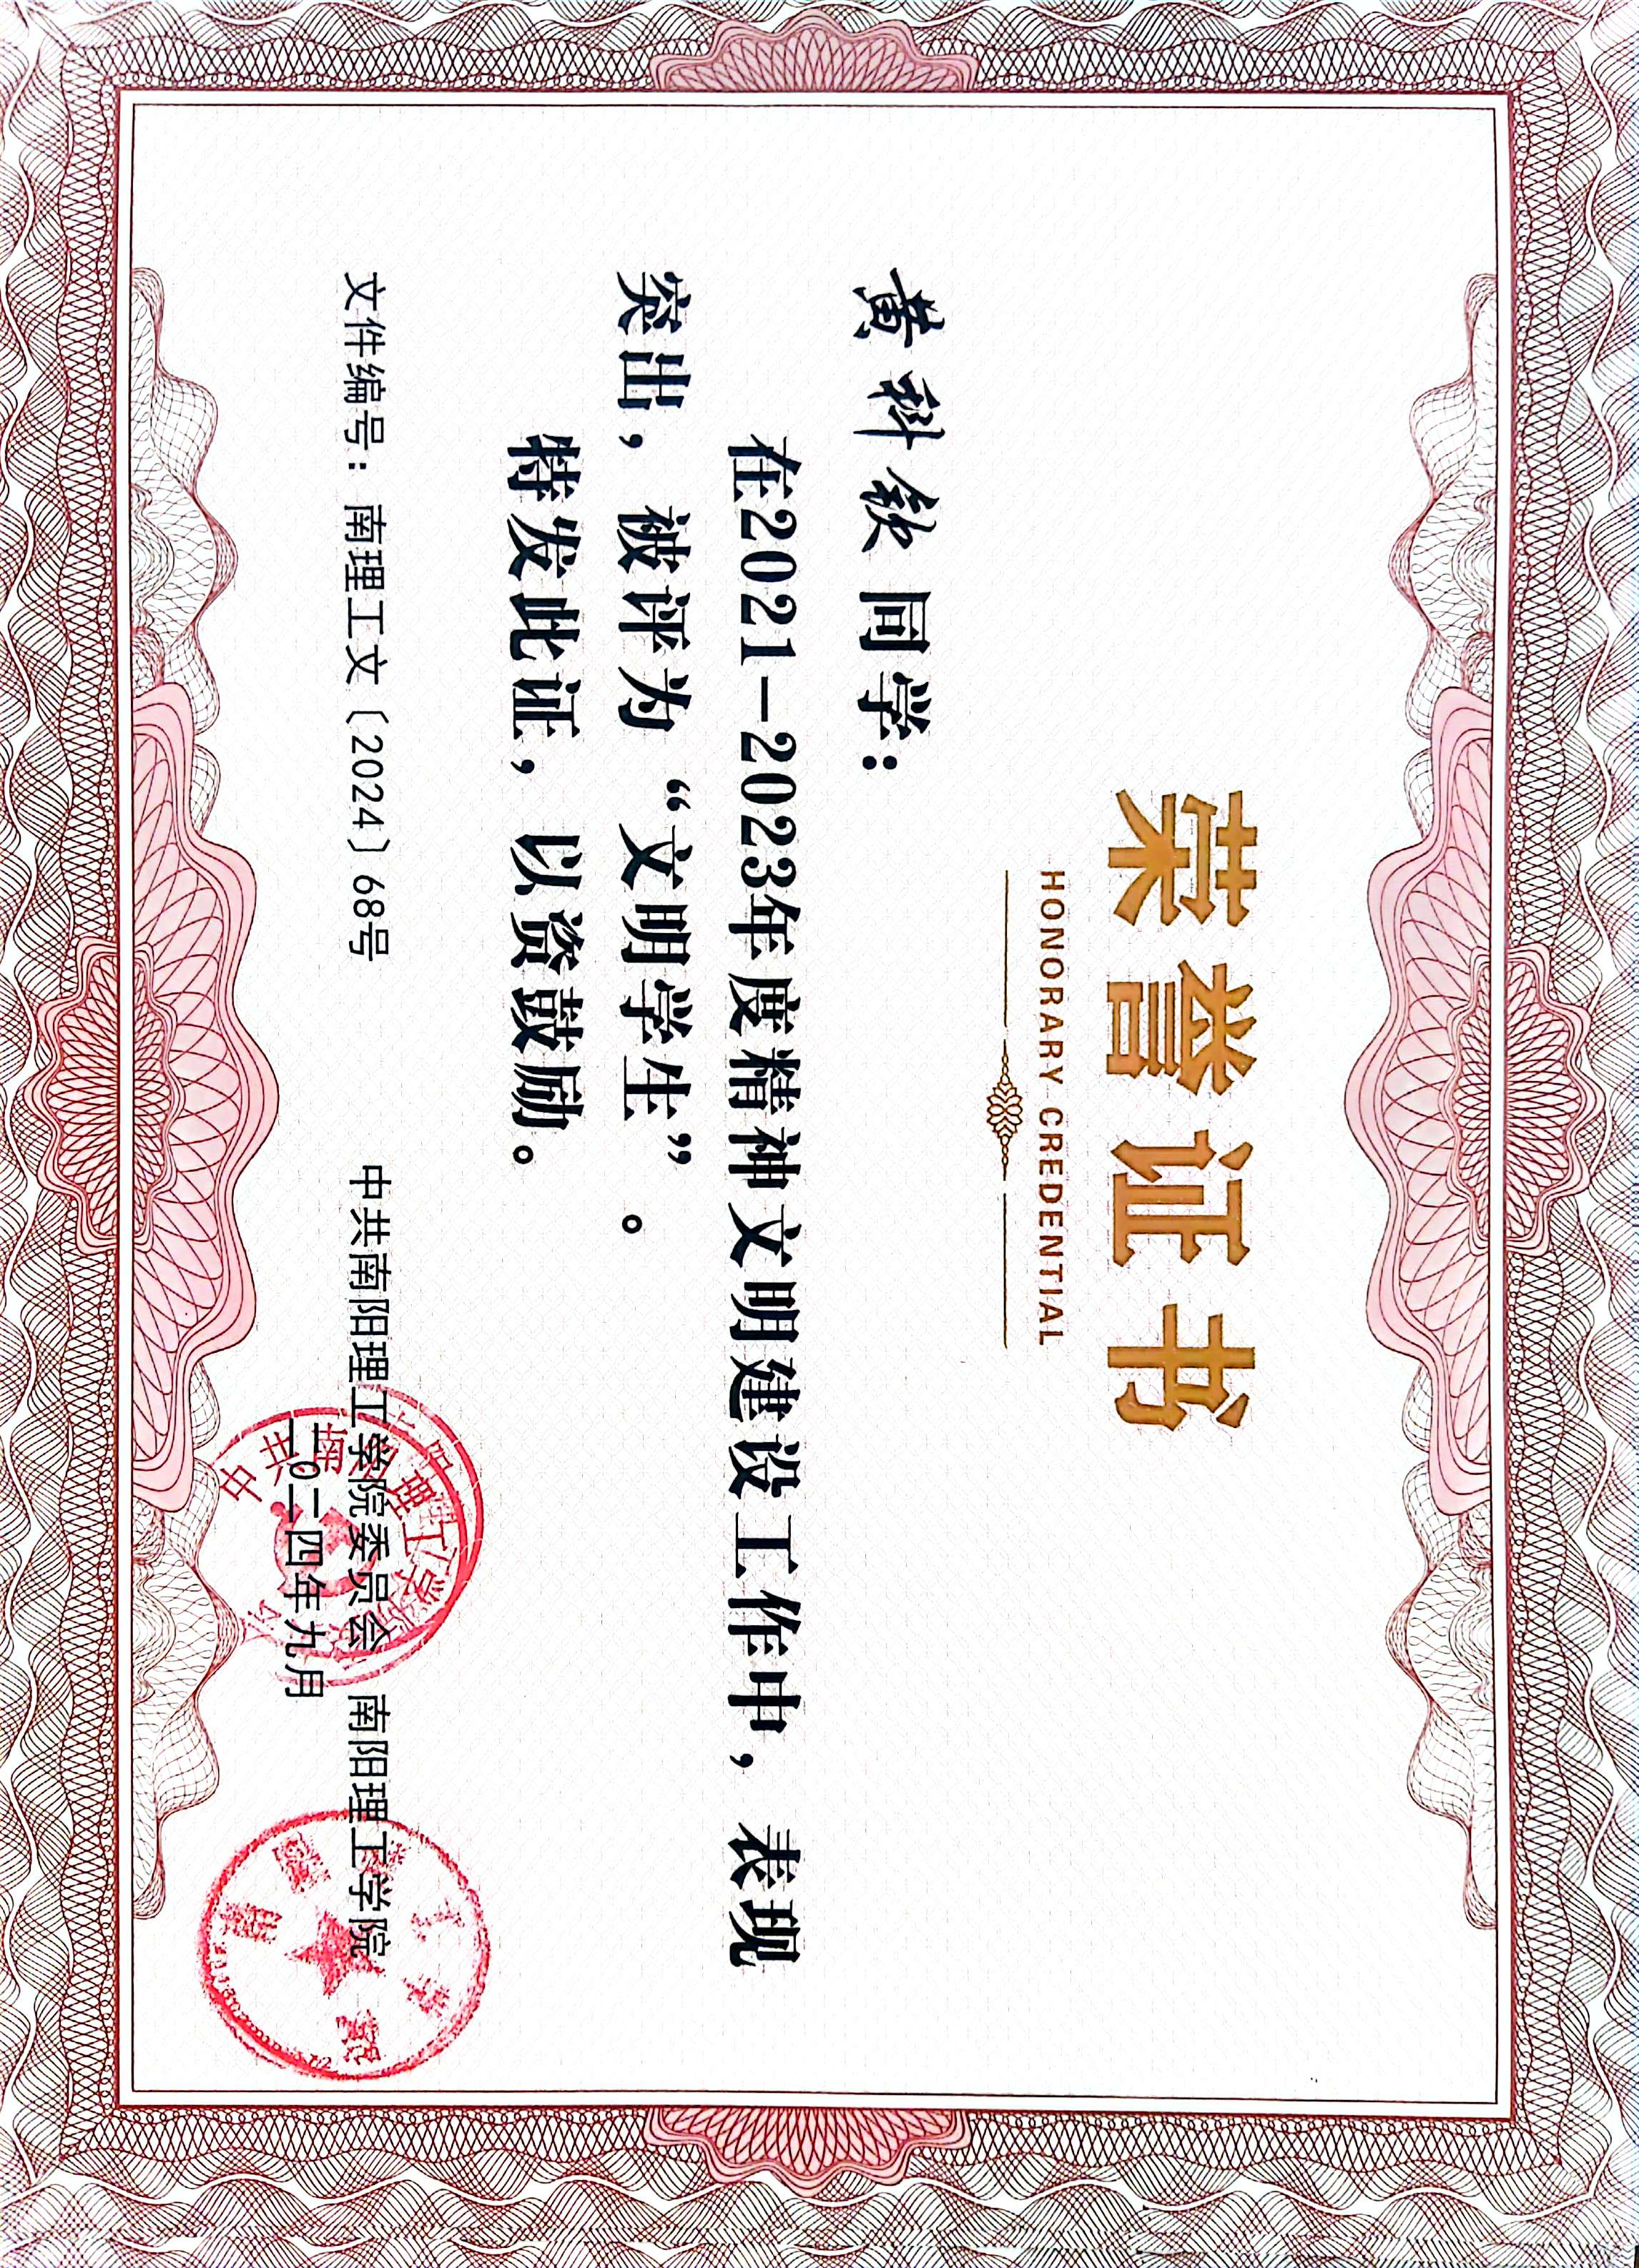 荣誉证书
HONORARY CREDENTIAL
黄科钦同学：
在2021-2023年度精神文明建设工作中，表现
突出，被评为“文明学生”。
特发此证，以资鼓励。
文件编号：南理工文〔2024〕68号
中共南阳理工学院委员会 南阳理工学院
二0二四年九月